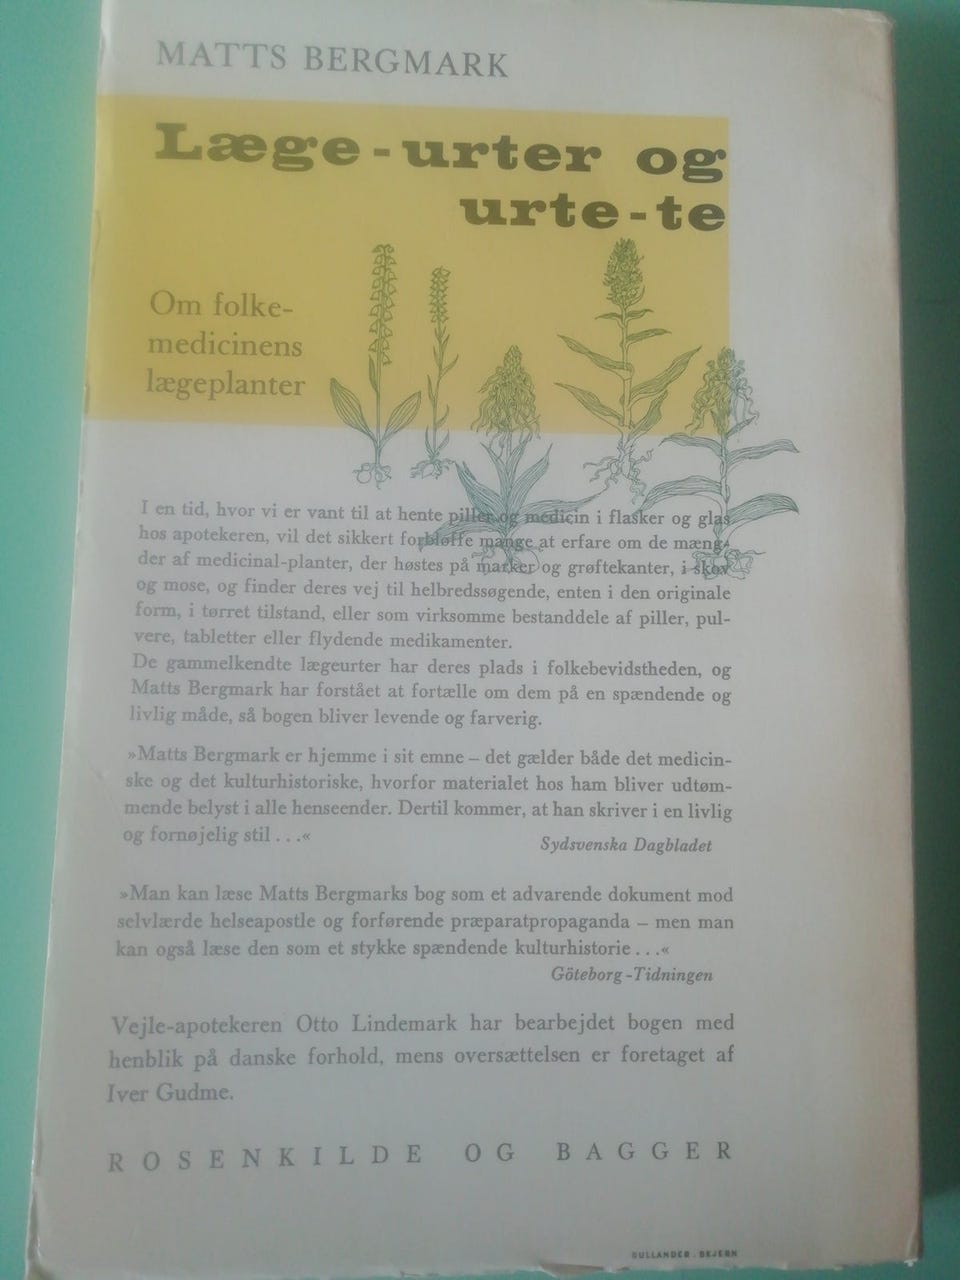 MATTS BERGMARK
Læge-urter og
urte-te
Om folke-
medicinens
lægeplanter
I en tid, hvor vi er vant til at hente piller og medicin i flasker og glas
hos apotekeren, vil det sikkert forbløffe mange at erfare om de mæng-
der af medicinal-planter, der høstes på marker og grøftekanter, i skov
og mose, og finder deres vej til helbredssøgende, enten i den originale
form, i tørret tilstand, eller som virksomme bestanddele af piller, pul-
vere, tabletter eller flydende medikamenter.
De gammelkendte lægeurter har deres plads i folkebevidstheden, og
Matts Bergmark har forstået at fortælle om dem på en spændende og
livlig måde, så bogen bliver levende og farverig.
»Matts Bergmark er hjemme i sit emne – det gælder både det medicin-
ske og det kulturhistoriske, hvorfor materialet hos ham bliver udtøm-
mende belyst i alle henseender. Dertil kommer, at han skriver i en livlig
og fornøjelig stil . . .«
Sydsvenska Dagbladet
»Man kan læse Matts Bergmarks bog som et advarende dokument mod
selvlærde helseapostle og forførende præparatpropaganda – men man
kan også læse den som et stykke spændende kulturhistorie . . .«
Göteborg-Tidningen
Vejle-apotekeren Otto Lindemark har bearbejdet bogen med
henblik på danske forhold, mens oversættelsen er foretaget af
Iver Gudme.
ROSENKILDE OG BAGGER
GULLANDER . SKJERN